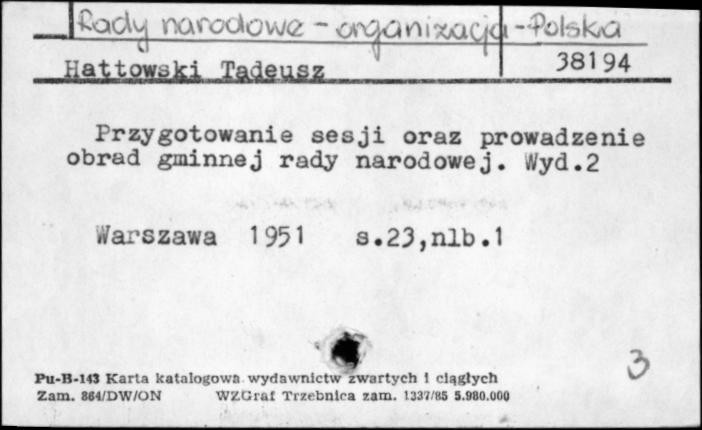 Rady narodowe - organizacja - Polska
Hattowski Tadeusz 38194
Przygotowanie sesji oraz prowadzenie
obrad gminnej rady narodowej. Wyd.2
Warszawa 1951 s.23,nlb.1
3
Pu-B-143 Karta katalogowa wydawnictw zwartych i ciągłych
Zam. 864/DW/ON WZGraf Trzebnica zam. 1337/85 5.980.000